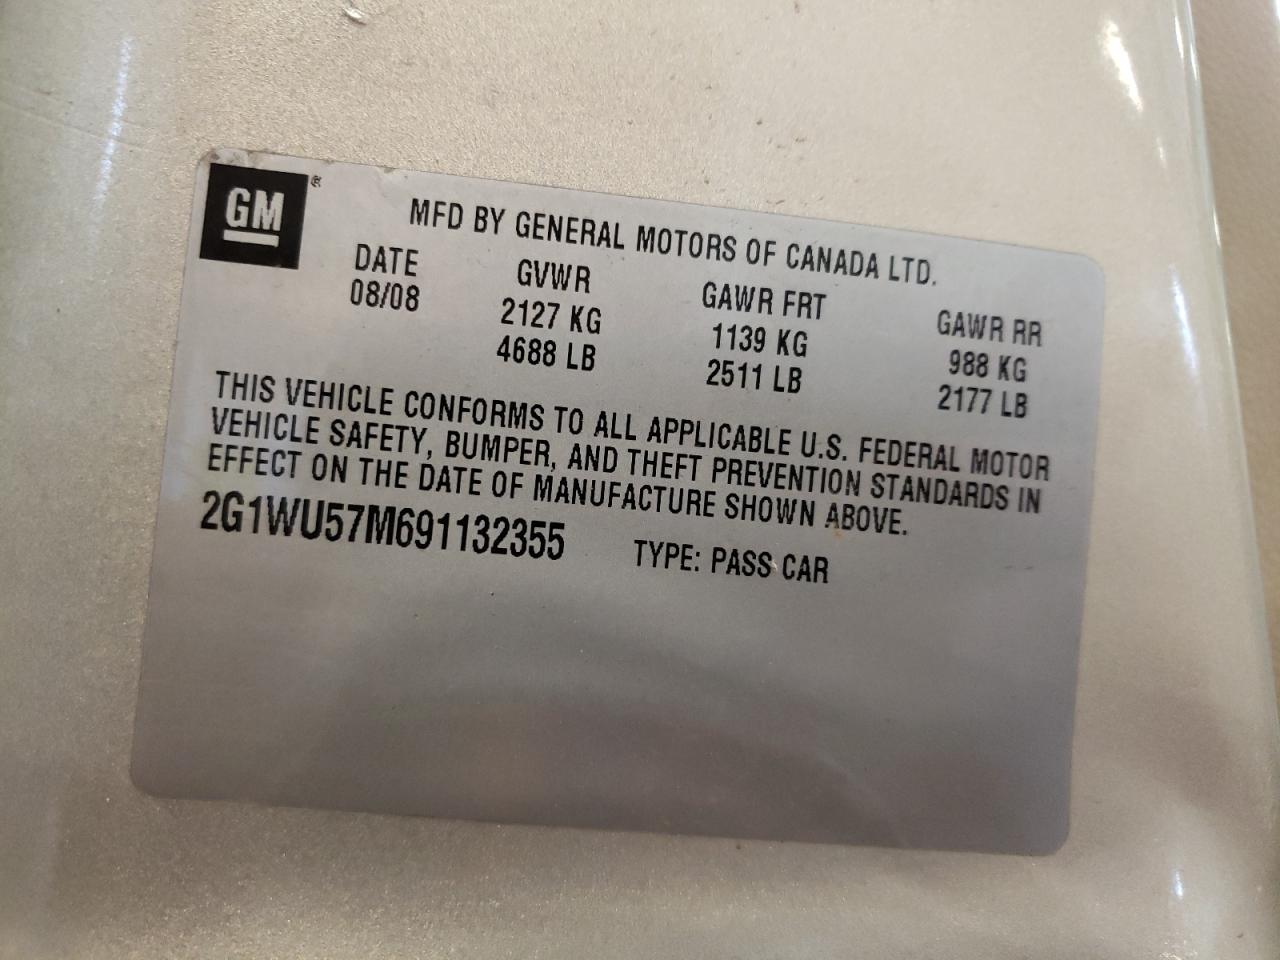 GM®
MFD BY GENERAL MOTORS OF CANADA LTD.
DATE GVWR GAWR FRT GAWR RR
08/08 2127 KG 1139 KG 988 KG
4688 LB 2511 LB 2177 LB
THIS VEHICLE CONFORMS TO ALL APPLICABLE U.S. FEDERAL MOTOR
VEHICLE SAFETY, BUMPER, AND THEFT PREVENTION STANDARDS IN
EFFECT ON THE DATE OF MANUFACTURE SHOWN ABOVE.
2G1WU57M691132355 TYPE: PASS CAR